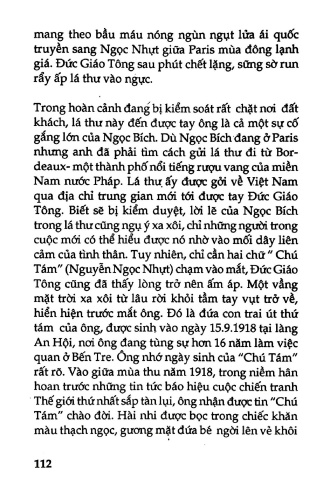 mang theo bầu máu nóng ngùn ngụt lửa ái quốc
truyền sang Ngọc Nhựt giữa Paris mùa đông lạnh
giá. Đức Giáo Tông sau phút chết lặng, sững sờ run
rẩy ấp lá thư vào ngực.
Trong hoàn cảnh đang bị kiểm soát rất chặt nơi đất
khách, lá thư này đến được tay ông là cả một sự cố
gắng lớn của Ngọc Bích. Dù Ngọc Bích đang ở Paris
nhưng anh đã phải tìm cách gửi lá thư đi từ Bor-
deaux- một thành phố nổi tiếng rượu vang của miền
Nam nước Pháp. Lá thư ấy được gởi về Việt Nam
qua địa chỉ trung gian mới tới được tay Đức Giáo
Tông. Biết sẽ bị kiểm duyệt, lời lẽ của Ngọc Bích
trong lá thư cũng ngụ ý xa xôi, chỉ những người trong
cuộc mới có thể hiểu được nó nhờ vào mối dây liên
cảm của tình thân. Tuy nhiên, chỉ cần hai chữ " Chú
Tám" (Nguyễn Ngọc Nhựt) chạm vào mắt, Đức Giáo
Tông cũng đã thấy lòng trở nên ấm áp. Một vầng
mặt trời xa xôi từ lâu rời khỏi tầm tay vụt trở về,
hiển hiện trước mắt ông. Đó là đứa con trai út thứ
tám của ông, được sinh vào ngày 15.9.1918 tại làng
An Hội, nơi ông đang tùng sự hơn 16 năm làm việc
quan ở Bến Tre. Ông nhớ ngày sinh của "Chú Tám"
rất rõ. Vào giữa mùa thu năm 1918, trong niềm hân
hoan trước những tin tức báo hiệu cuộc chiến tranh
Thế giới thứ nhất sắp tàn lụi, ông nhận được tin "Chú
Tám" chào đời. Hài nhi được bọc trong chiếc khăn
màu thạch ngọc, gương mặt đứa bé ngời lên vẻ khôi
112